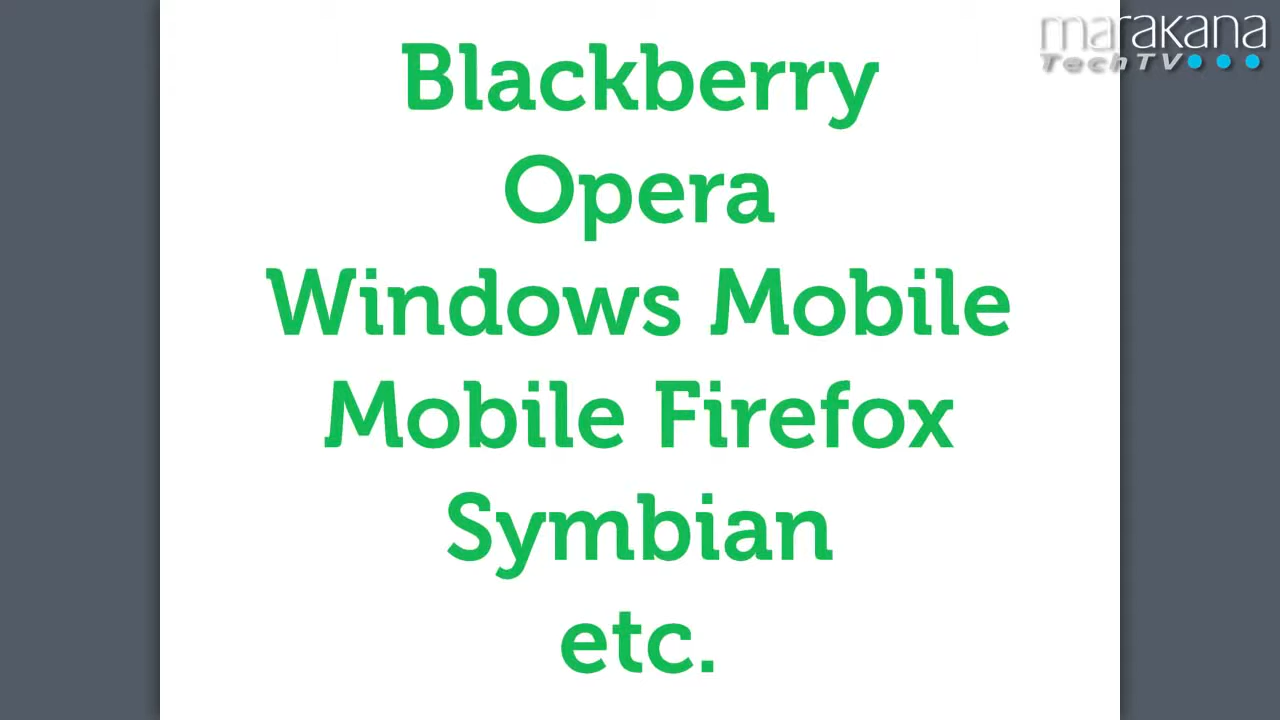 marakana
TechTV
Blackberry
Opera
Windows Mobile
Mobile Firefox
Symbian
etc.